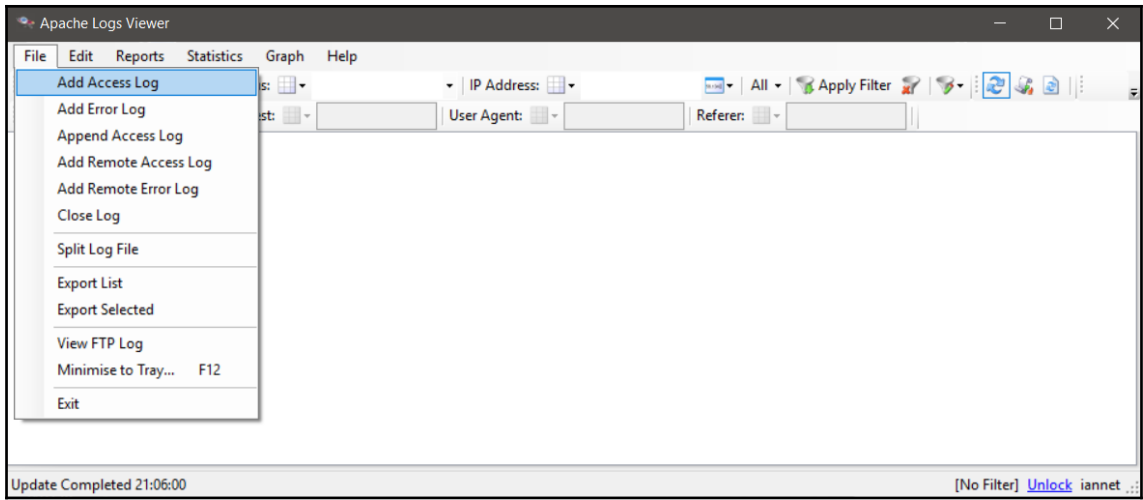 Apache Logs Viewer
File Edit Reports Statistics Graph Help
s: IP Address: All Apply Filter
est: User Agent: Referer:
Add Access Log
Add Error Log
Append Access Log
Add Remote Access Log
Add Remote Error Log
Close Log
Split Log File
Export List
Export Selected
View FTP Log
Minimise to Tray... F12
Exit
Update Completed 21:06:00 [No Filter] Unlock iannet